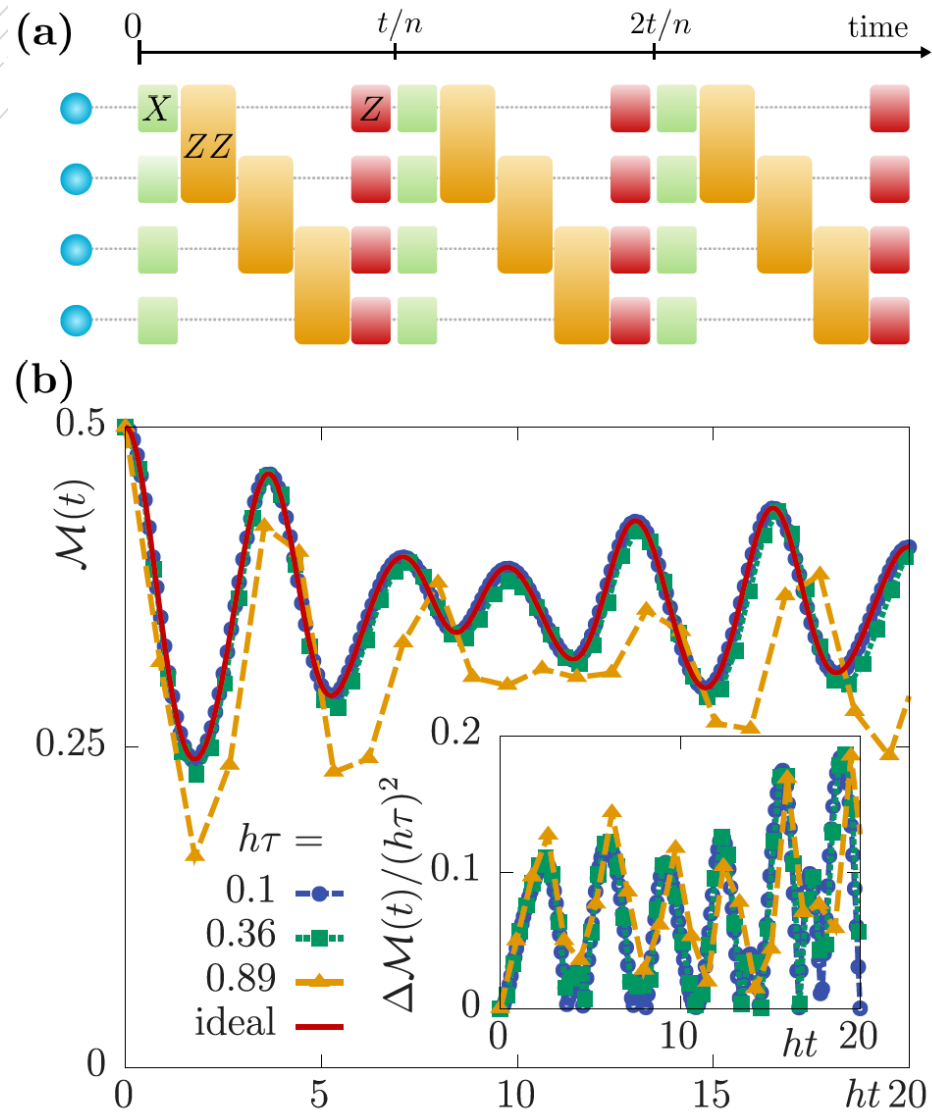 (a)
0 t/n 2t/n time
X Z
ZZ
(b)
0.5
M(t)
0.25
0
0 5 10 15 ht 20
hτ =
0.1
0.36
0.89
ideal
0.2
ΔM(t)/(hτ)²
0.1
0
0 10 ht 20